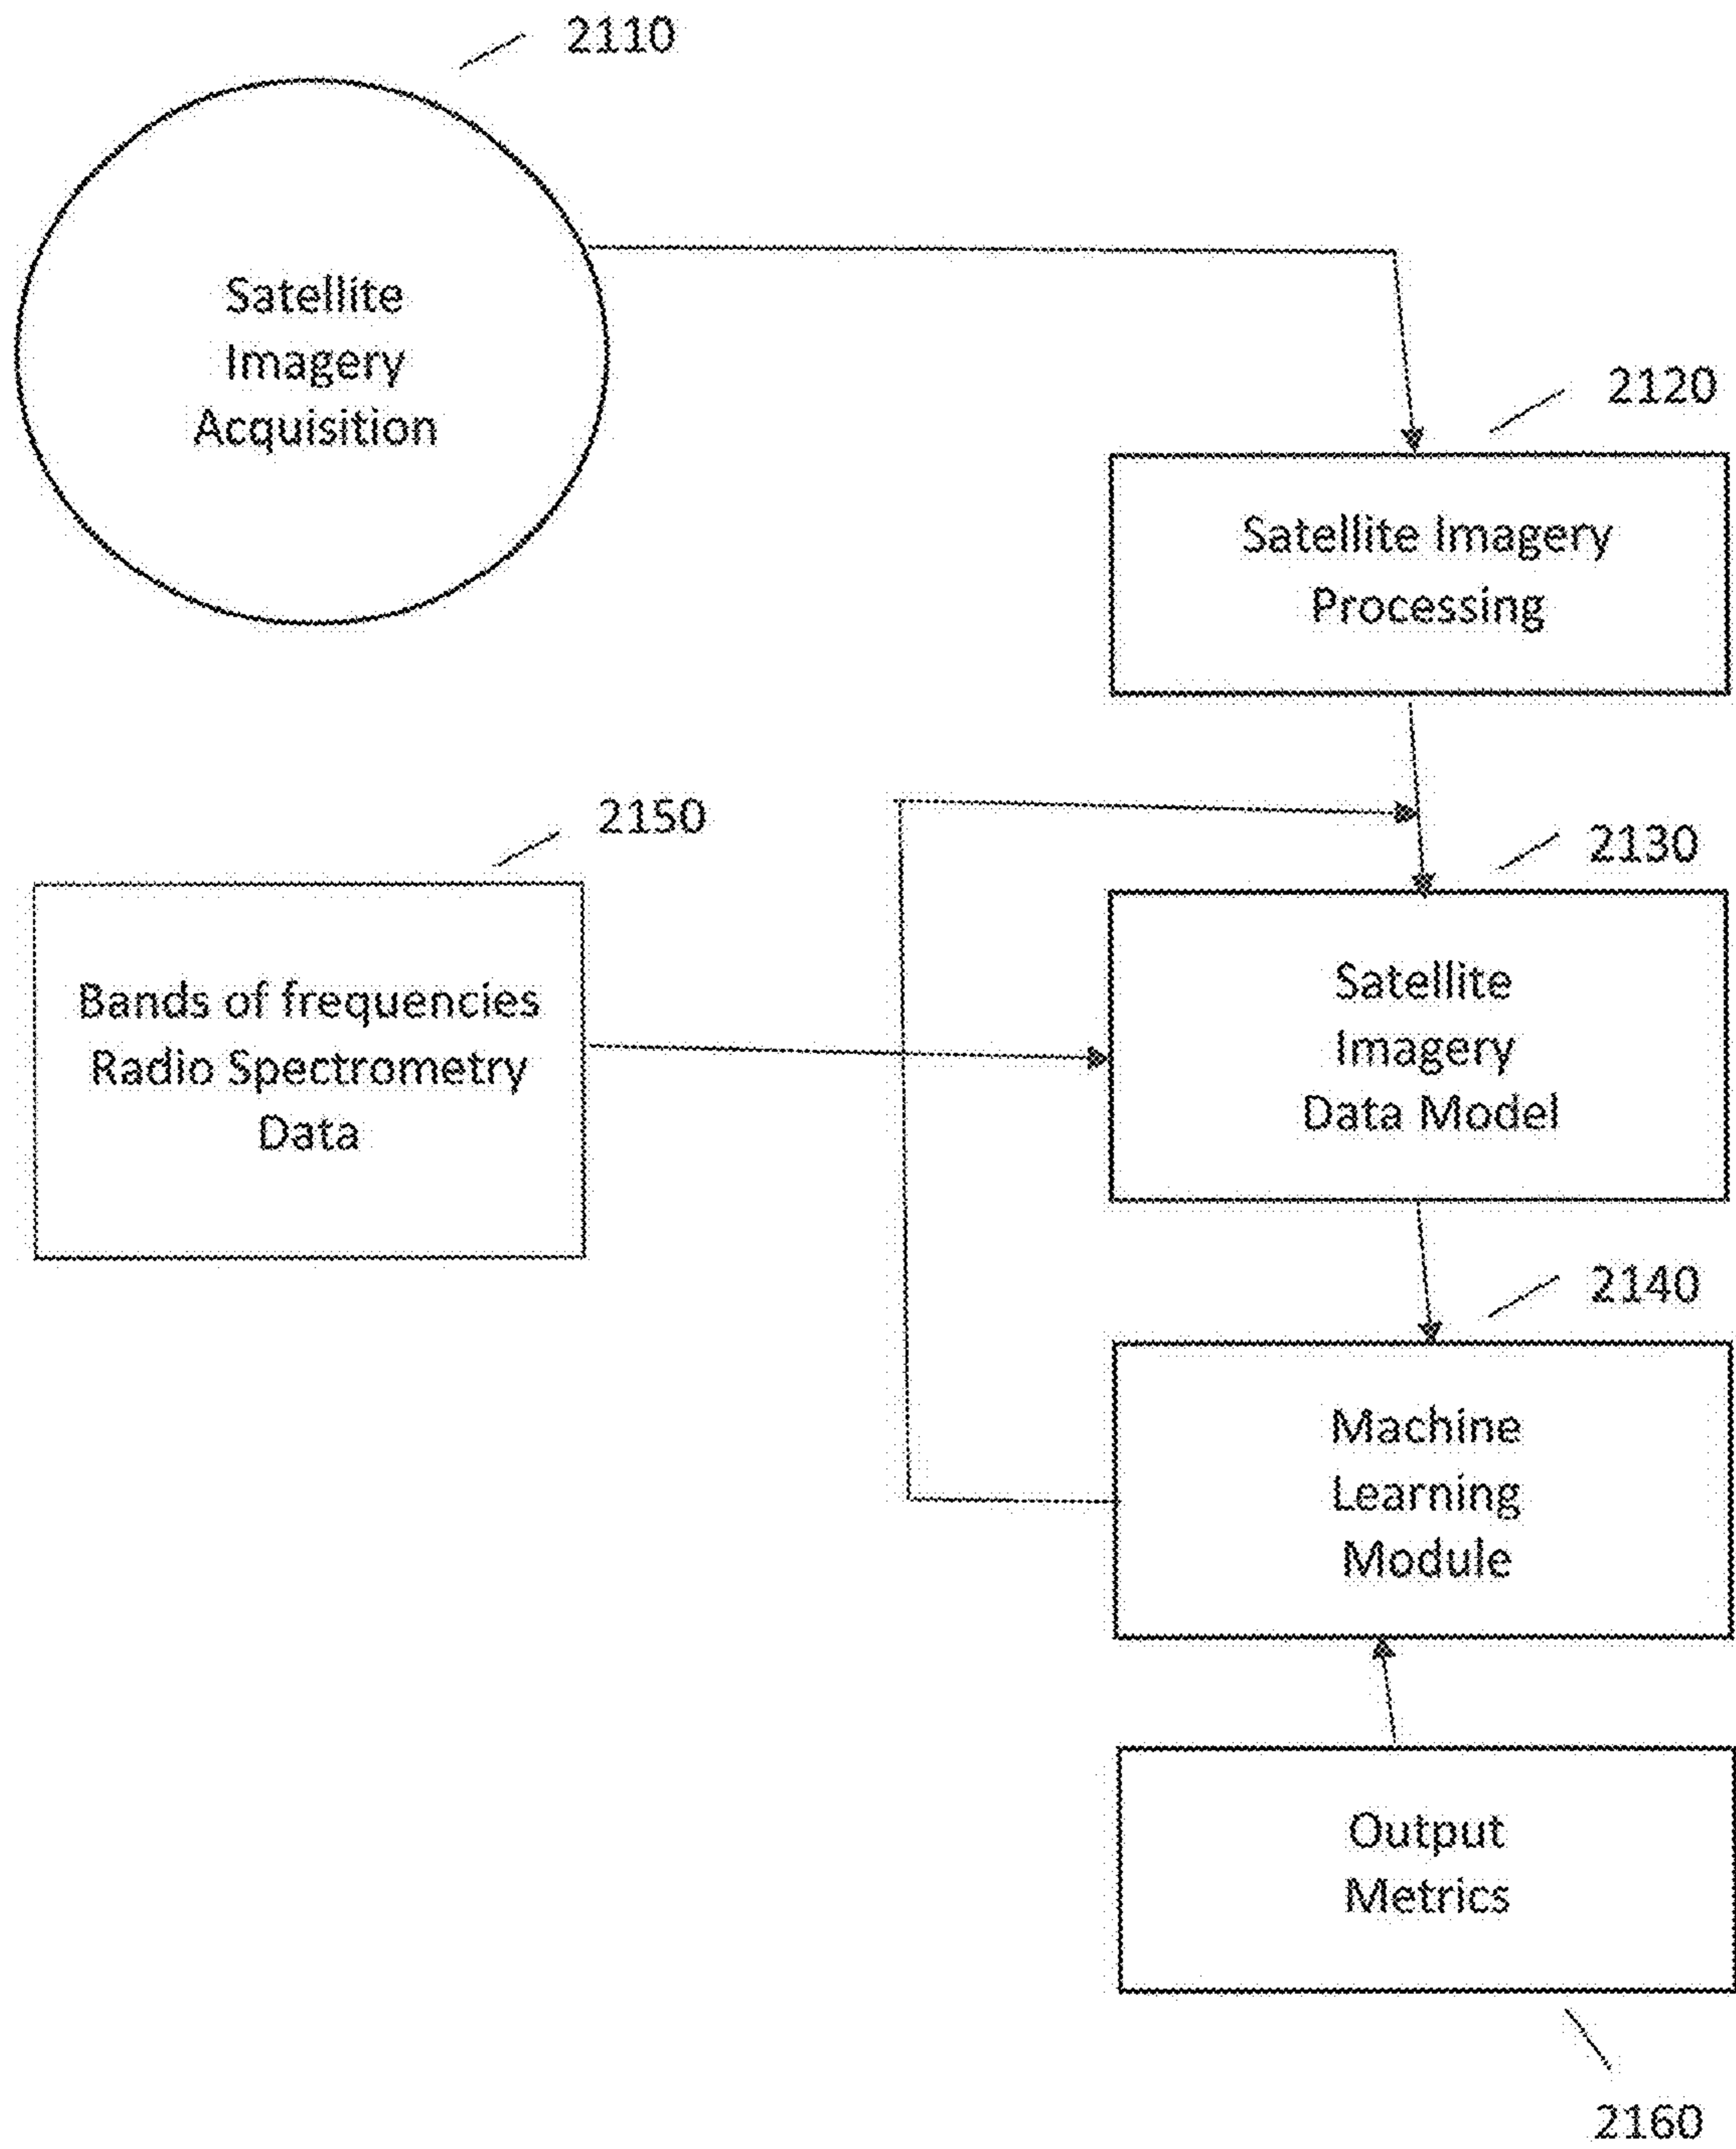 2110
Satellite
Imagery
Acquisition
2120
Satellite Imagery
Processing
2150
Bands of frequencies
Radio Spectrometry
Data
2130
Satellite
Imagery
Data Model
2140
Machine
Learning
Module
Output
Metrics
2160